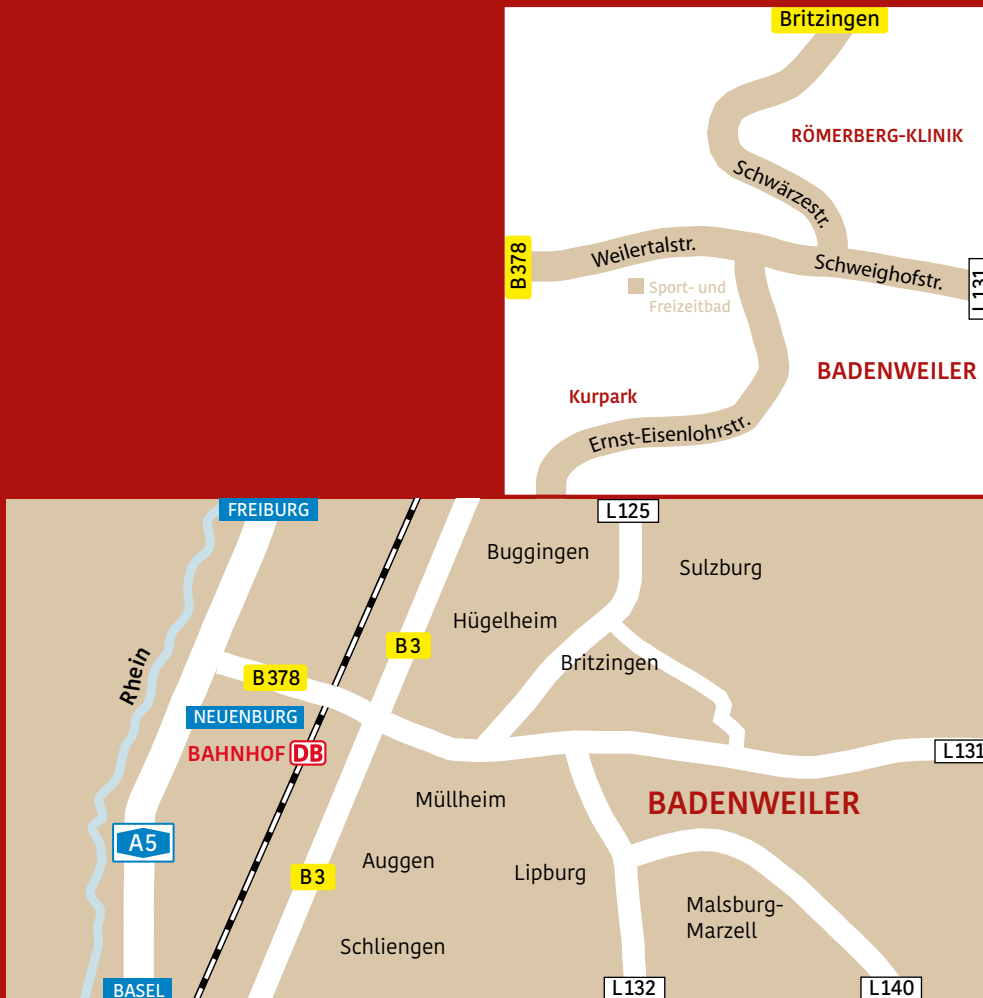 Britzingen
RÖMERBERG-KLINIK
Schwärzestr.
B378
Weilertalstr.
Schweighofstr.
L131
Sport- und
Freizeitbad
BADENWEILER
Kurpark
Ernst-Eisenlohrstr.
FREIBURG
L125
Buggingen
Sulzburg
Hügelheim
B3
Britzingen
Rhein
B378
NEUENBURG
BAHNHOF DB
L131
Müllheim
BADENWEILER
A5
Auggen
B3
Lipburg
Malsburg-
Marzell
Schliengen
BASEL
L132
L140